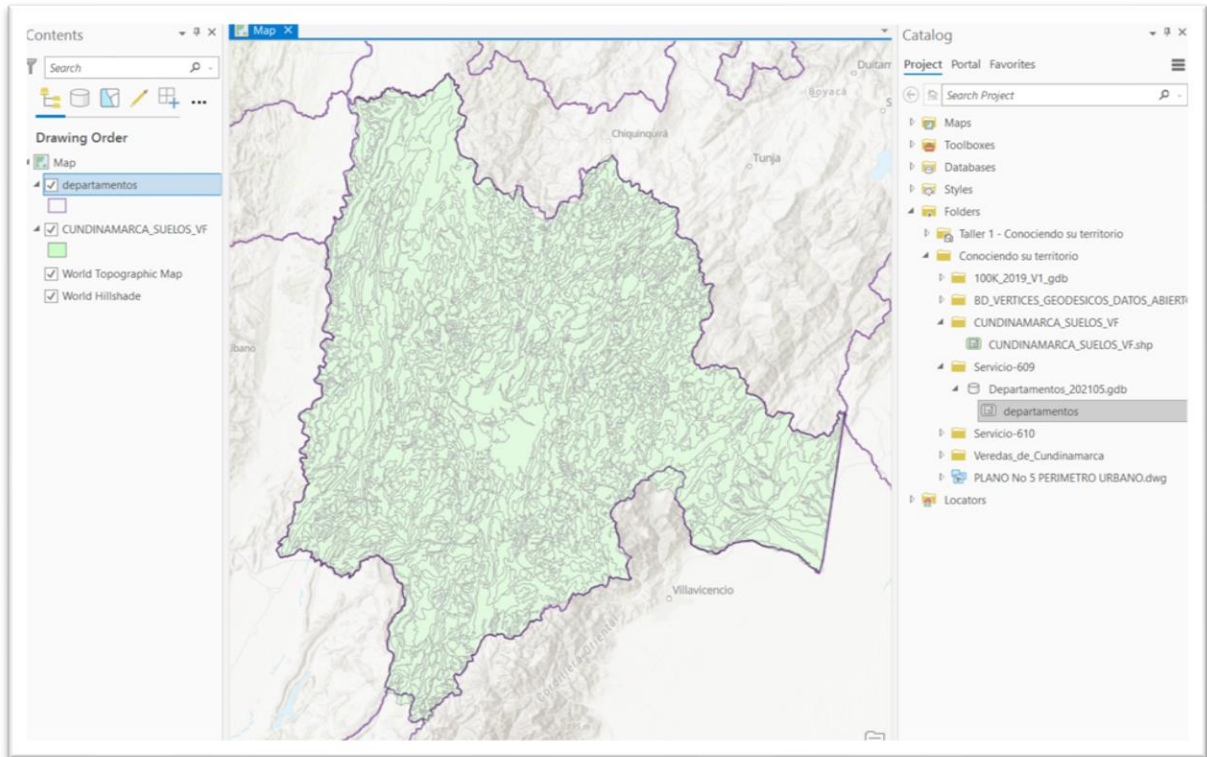 Contents
Search
Drawing Order
Map
departamentos
CUNDINAMARCA_SUELOS_VF
World Topographic Map
World Hillshade
Map
Duitam
Boyacá
S
Chiquinquirá
Tunja
íbano
Villavicencio
Cordillera Oriental
Catalog
Project Portal Favorites
Search Project
Maps
Toolboxes
Databases
Styles
Folders
Taller 1 - Conociendo su territorio
Conociendo su territorio
100K_2019_V1_gdb
BD_VERTICES_GEODESICOS_DATOS_ABIERT
CUNDINAMARCA_SUELOS_VF
CUNDINAMARCA_SUELOS_VF.shp
Servicio-609
Departamentos_202105.gdb
departamentos
Servicio-610
Veredas_de_Cundinamarca
PLANO No 5 PERIMETRO URBANO.dwg
Locators